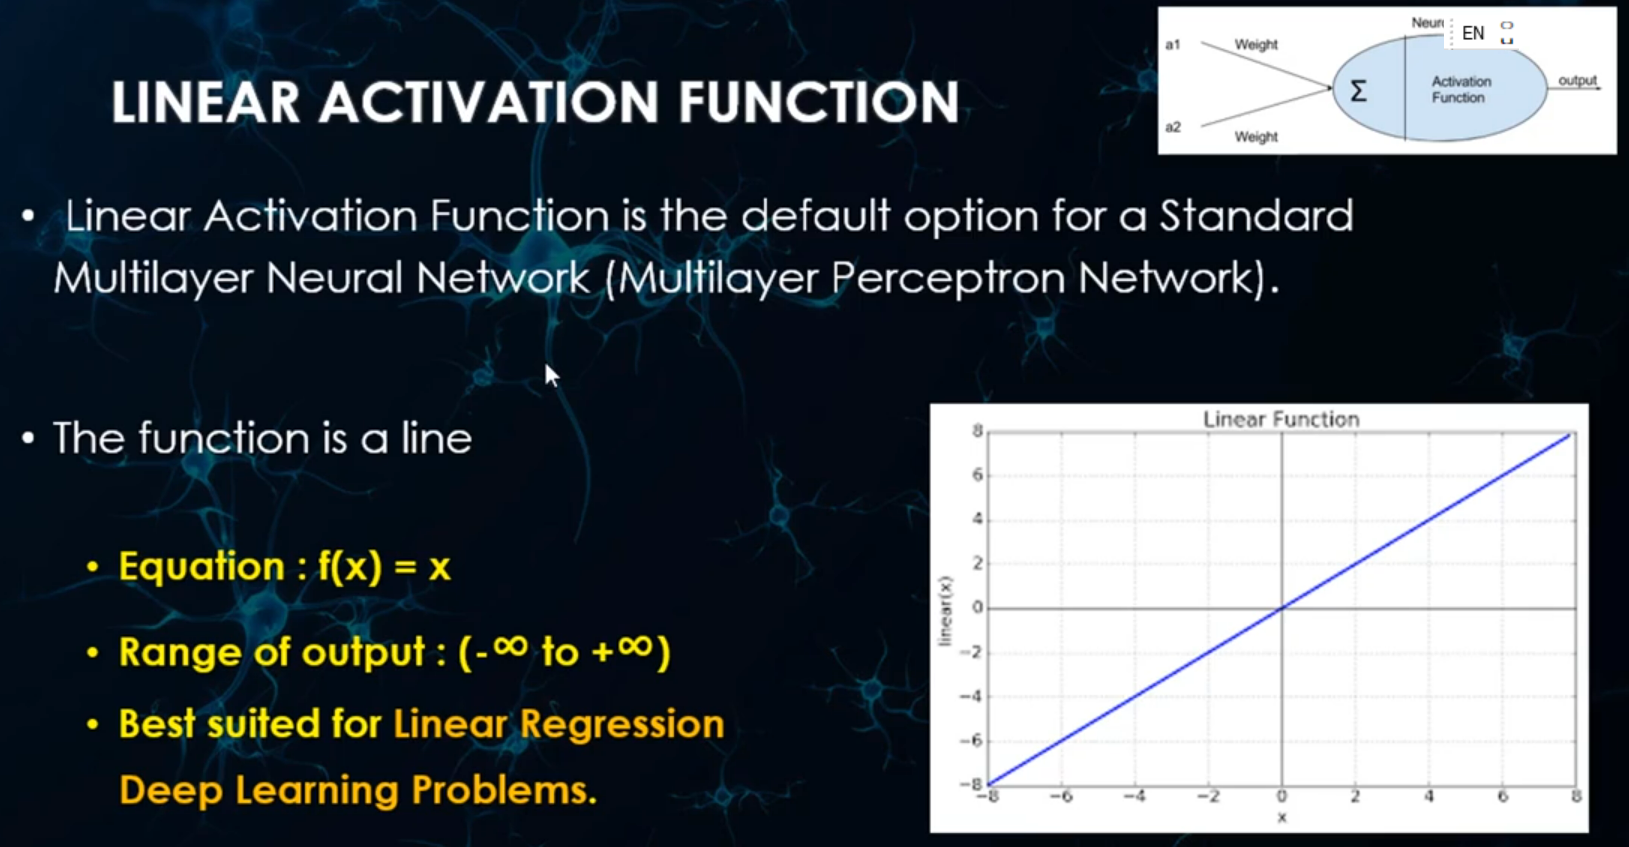 LINEAR ACTIVATION FUNCTION
a1
Weight
EN
Σ
Activation
Function
output
a2
Weight
• Linear Activation Function is the default option for a Standard
Multilayer Neural Network (Multilayer Perceptron Network).
• The function is a line
• Equation : f(x) = x
• Range of output : (-∞ to +∞)
• Best suited for Linear Regression
Deep Learning Problems.
Linear Function
8
6
4
2
0
−2
−4
−6
−8
linear(x)
−8 −6 −4 −2 0 2 4 6 8
x